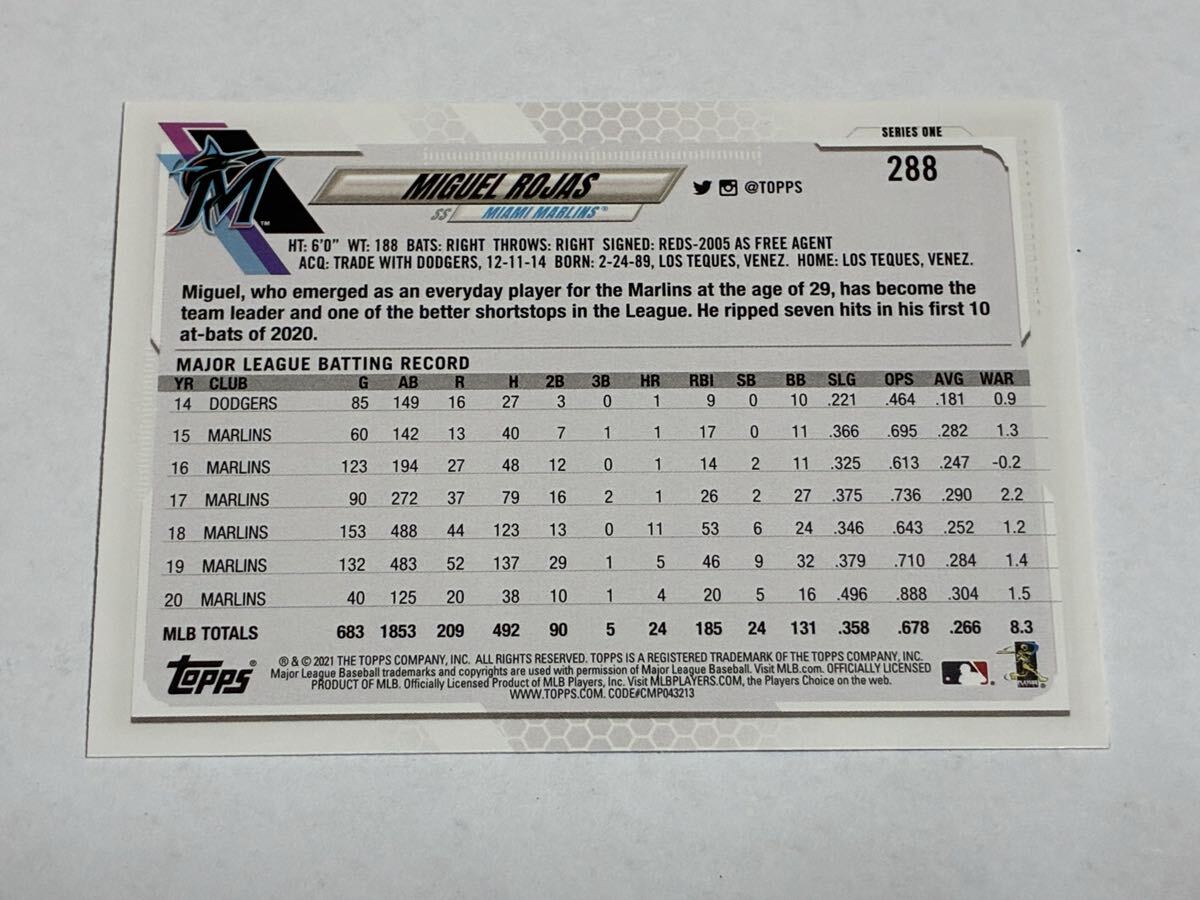 SERIES ONE
288
M ™
MIGUEL ROJAS
@TOPPS
SS MIAMI MARLINS®
HT: 6'0" WT: 188 BATS: RIGHT THROWS: RIGHT SIGNED: REDS-2005 AS FREE AGENT
ACQ: TRADE WITH DODGERS, 12-11-14 BORN: 2-24-89, LOS TEQUES, VENEZ. HOME: LOS TEQUES, VENEZ.
Miguel, who emerged as an everyday player for the Marlins at the age of 29, has become the
team leader and one of the better shortstops in the League. He ripped seven hits in his first 10
at-bats of 2020.
MAJOR LEAGUE BATTING RECORD
YR CLUB G AB R H 2B 3B HR RBI SB BB SLG OPS AVG WAR
14 DODGERS 85 149 16 27 3 0 1 9 0 10 .221 .464 .181 0.9
15 MARLINS 60 142 13 40 7 1 1 17 0 11 .366 .695 .282 1.3
16 MARLINS 123 194 27 48 12 0 1 14 2 11 .325 .613 .247 -0.2
17 MARLINS 90 272 37 79 16 2 1 26 2 27 .375 .736 .290 2.2
18 MARLINS 153 488 44 123 13 0 11 53 6 24 .346 .643 .252 1.2
19 MARLINS 132 483 52 137 29 1 5 46 9 32 .379 .710 .284 1.4
20 MARLINS 40 125 20 38 10 1 4 20 5 16 .496 .888 .304 1.5
MLB TOTALS 683 1853 209 492 90 5 24 185 24 131 .358 .678 .266 8.3
topps®
® & © 2021 THE TOPPS COMPANY, INC. ALL RIGHTS RESERVED. TOPPS IS A REGISTERED TRADEMARK OF THE TOPPS COMPANY, INC.
Major League Baseball trademarks and copyrights are used with permission of Major League Baseball. Visit MLB.com. OFFICIALLY LICENSED
PRODUCT OF MLB. Officially Licensed Product of MLB Players, Inc. Visit MLBPLAYERS.COM, the Players Choice on the web.
WWW.TOPPS.COM. CODE#CMP043213